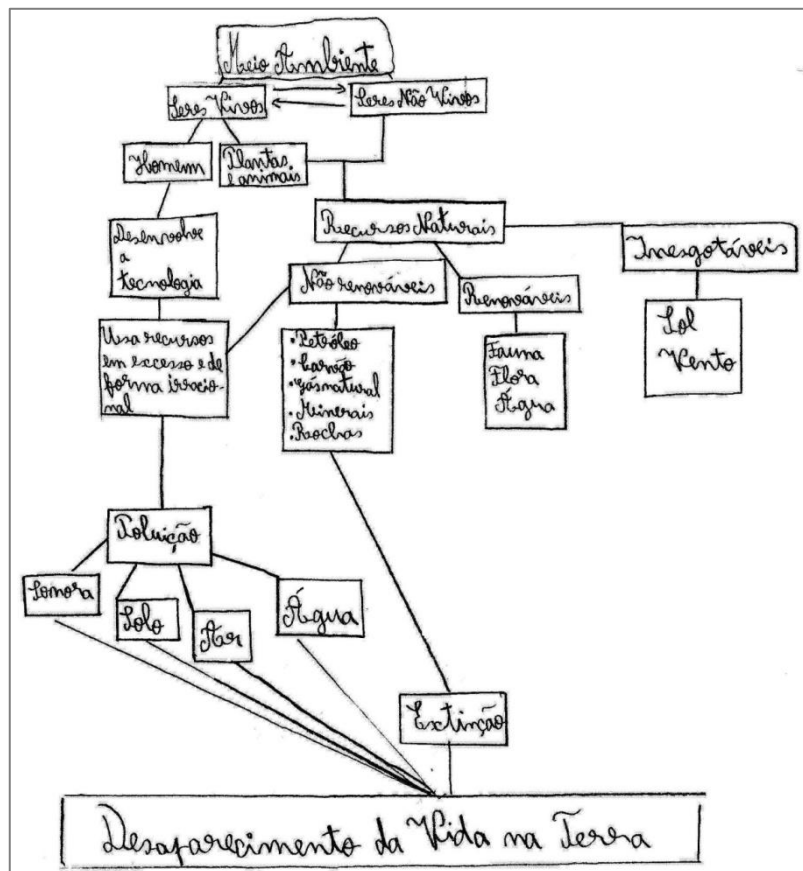 Meio Ambiente
Seres Vivos
Seres Não Vivos
Homem
Plantas
e animais
Desenvolve
a
tecnologia
Recursos Naturais
Inesgotáveis
Não renováveis
Renováveis
Sol
Vento
Usa recursos
em excesso e de
forma irracio-
nal
•Petróleo
•Carvão
•Gás natural
•Minerais
•Rochas
Fauna
Flora
Água
Poluição
Sonora
Solo
Ar
Água
Extinção
Desaparecimento da Vida na Terra